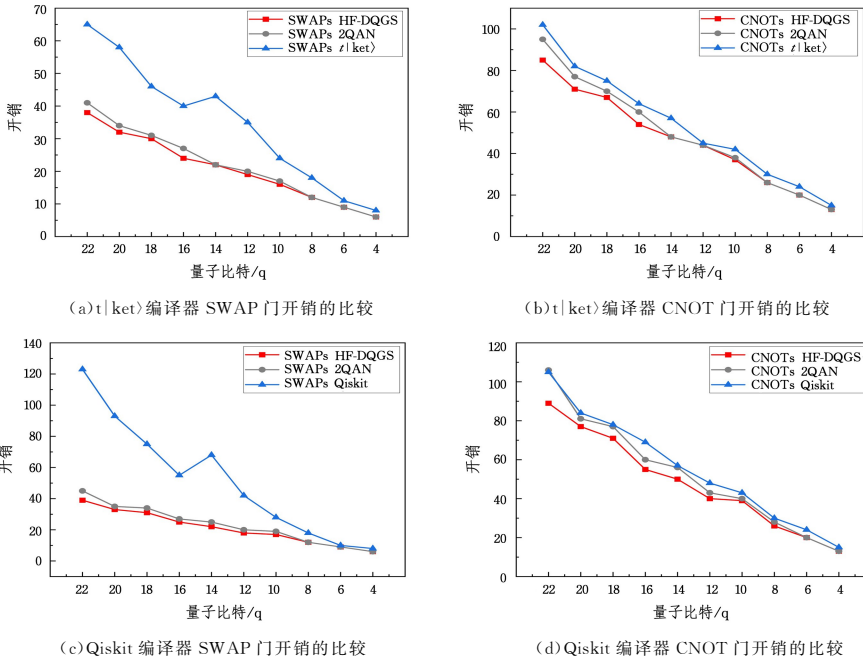 70
60
50
40
30
20
10
0
开销
SWAPs HF-DQGS
SWAPs 2QAN
SWAPs t|ket⟩
22 20 18 16 14 12 10 8 6 4
量子比特/q
(a)t|ket⟩编译器 SWAP 门开销的比较
100
80
60
40
20
0
开销
CNOTs HF-DQGS
CNOTs 2QAN
CNOTs t|ket⟩
22 20 18 16 14 12 10 8 6 4
量子比特/q
(b)t|ket⟩编译器 CNOT 门开销的比较
140
120
100
80
60
40
20
0
开销
SWAPs HF-DQGS
SWAPs 2QAN
SWAPs Qiskit
22 20 18 16 14 12 10 8 6 4
量子比特/q
(c)Qiskit 编译器 SWAP 门开销的比较
120
100
80
60
40
20
0
开销
CNOTs HF-DQGS
CNOTs 2QAN
CNOTs Qiskit
22 20 18 16 14 12 10 8 6 4
量子比特/q
(d)Qiskit 编译器 CNOT 门开销的比较